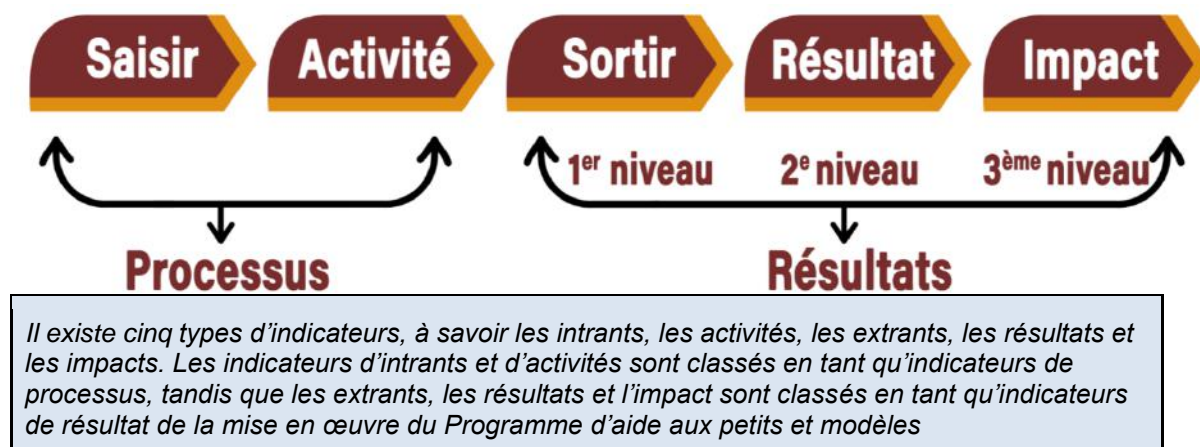 Saisir Activité Sortir Résultat Impact
1er niveau 2e niveau 3ème niveau
Processus Résultats
Il existe cinq types d’indicateurs, à savoir les intrants, les activités, les extrants, les résultats et
les impacts. Les indicateurs d’intrants et d’activités sont classés en tant qu’indicateurs de
processus, tandis que les extrants, les résultats et l’impact sont classés en tant qu’indicateurs
de résultat de la mise en œuvre du Programme d’aide aux petits et modèles